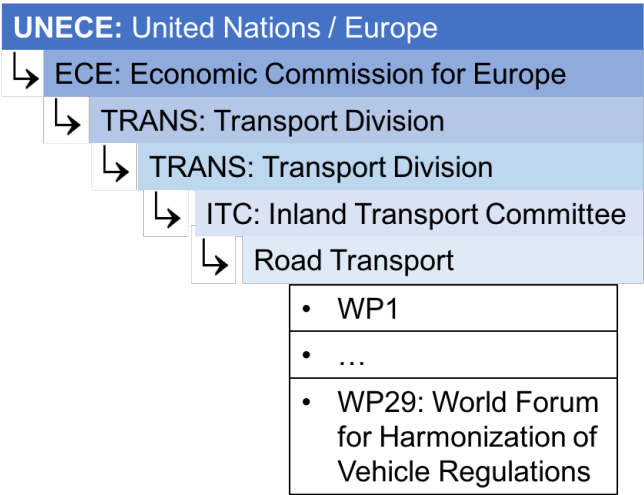 UNECE: United Nations / Europe
ECE: Economic Commission for Europe
TRANS: Transport Division
TRANS: Transport Division
ITC: Inland Transport Committee
Road Transport
• WP1
• …
• WP29: World Forum
for Harmonization of
Vehicle Regulations